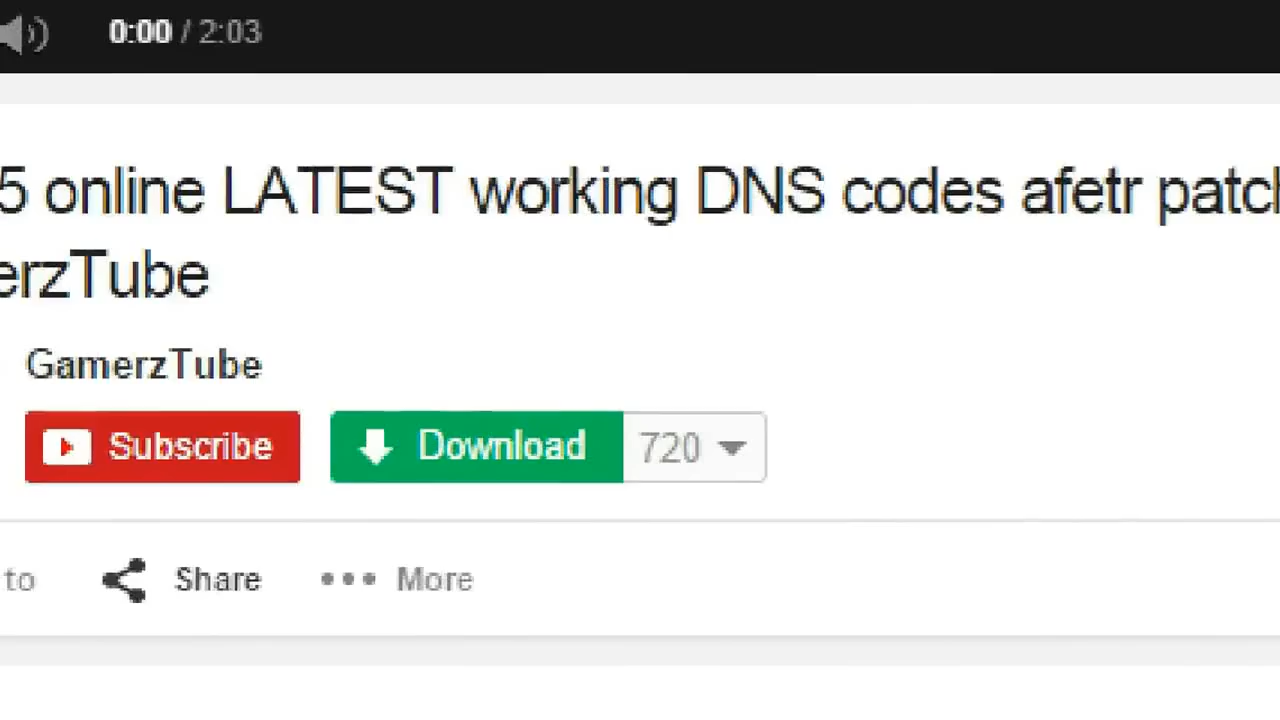 0:00 / 2:03
5 online LATEST working DNS codes afetr patch
erzTube
GamerzTube
Subscribe Download 720
to Share More